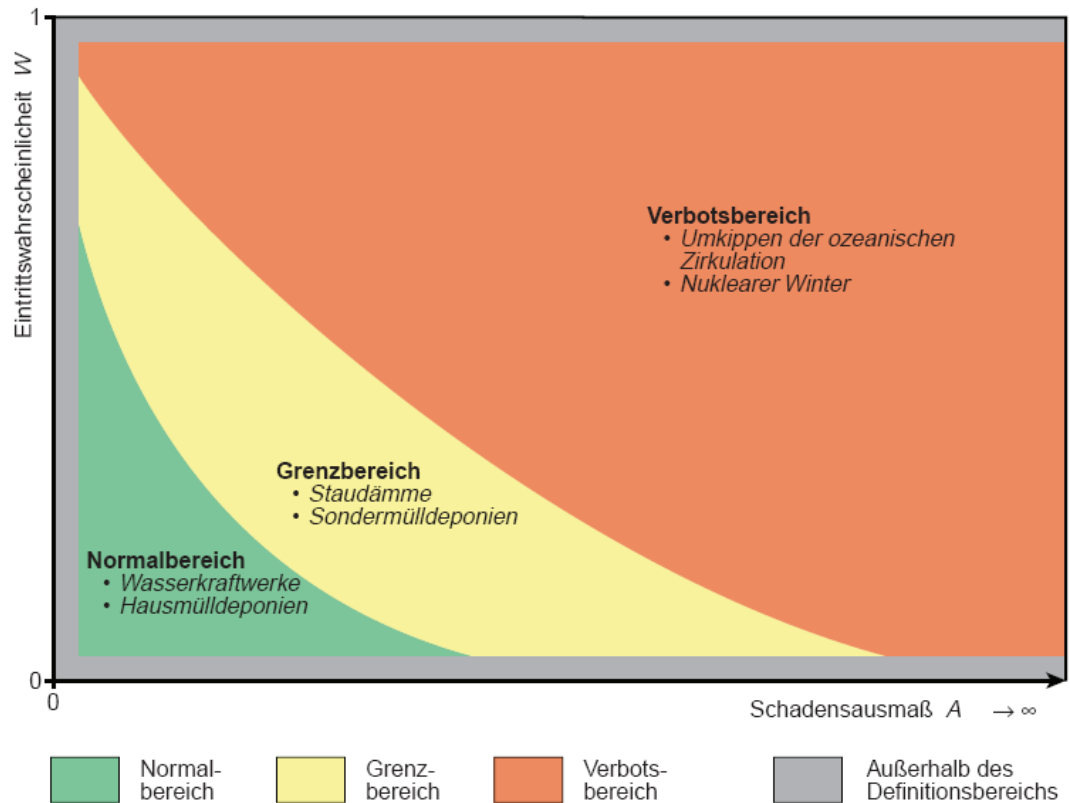 1
Eintrittswahrscheinlicheit W
Verbotsbereich
• Umkippen der ozeanischen
Zirkulation
• Nuklearer Winter
Grenzbereich
• Staudämme
• Sondermülldeponien
Normalbereich
• Wasserkraftwerke
• Hausmülldeponien
0
0
Schadensausmaß A → ∞
Normal-
bereich
Grenz-
bereich
Verbots-
bereich
Außerhalb des
Definitionsbereichs